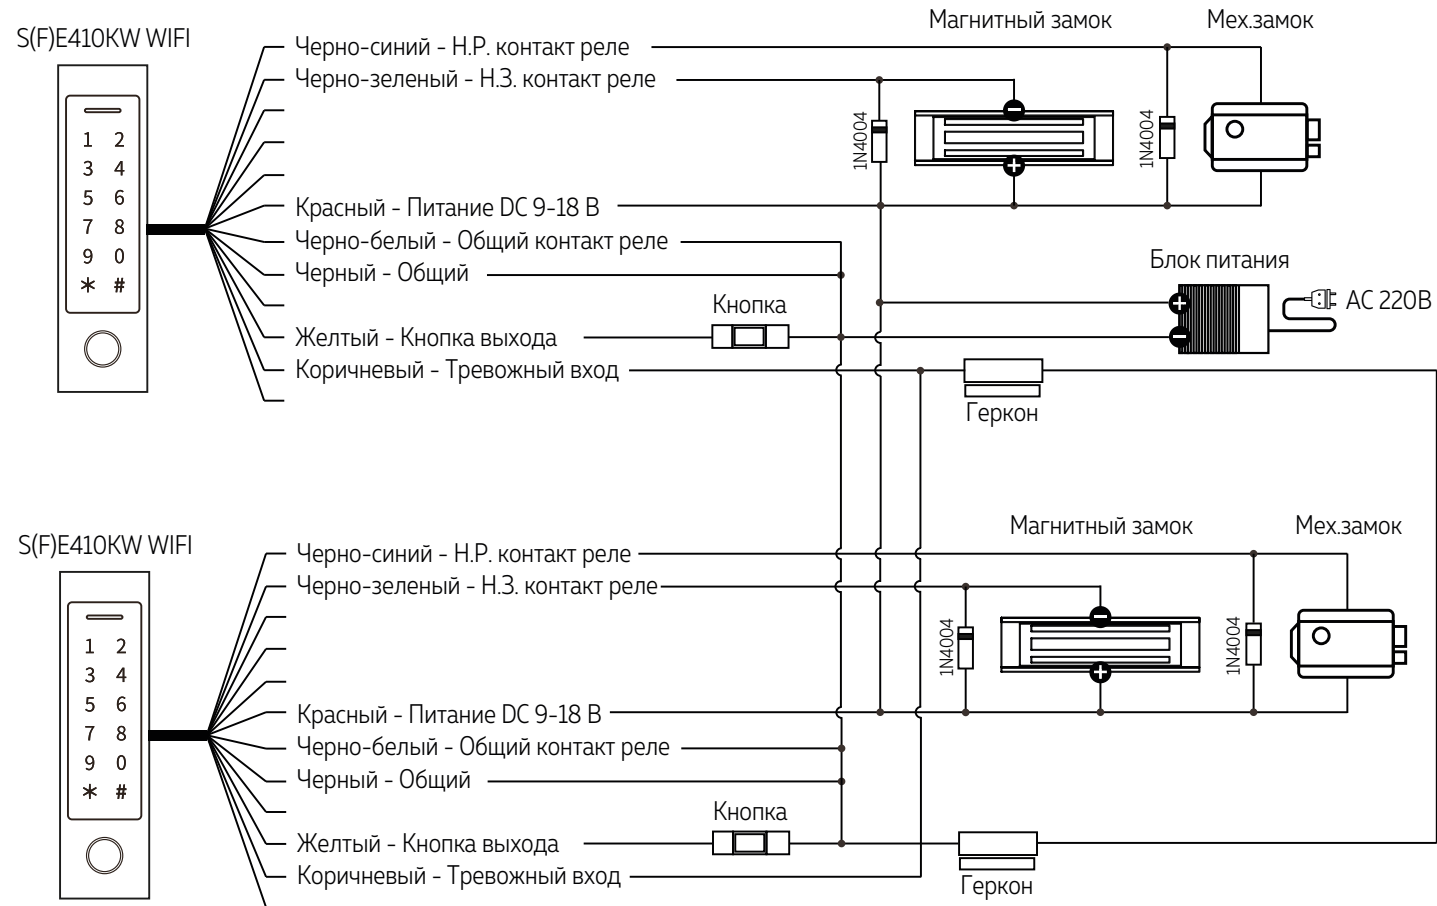 Магнитный замок
Мех.замок
S(F)E410KW WIFI
Черно-синий - Н.Р. контакт реле
Черно-зеленый - Н.З. контакт реле
1N4004
1N4004
1 2
3 4
5 6
7 8
9 0
* #
Красный - Питание DC 9-18 В
Черно-белый - Общий контакт реле
Черный - Общий
Блок питания
AC 220В
Кнопка
Желтый - Кнопка выхода
Коричневый - Тревожный вход
Геркон
Магнитный замок
Мех.замок
S(F)E410KW WIFI
Черно-синий - Н.Р. контакт реле
Черно-зеленый - Н.З. контакт реле
1N4004
1N4004
1 2
3 4
5 6
7 8
9 0
* #
Красный - Питание DC 9-18 В
Черно-белый - Общий контакт реле
Черный - Общий
Кнопка
Желтый - Кнопка выхода
Коричневый - Тревожный вход
Геркон